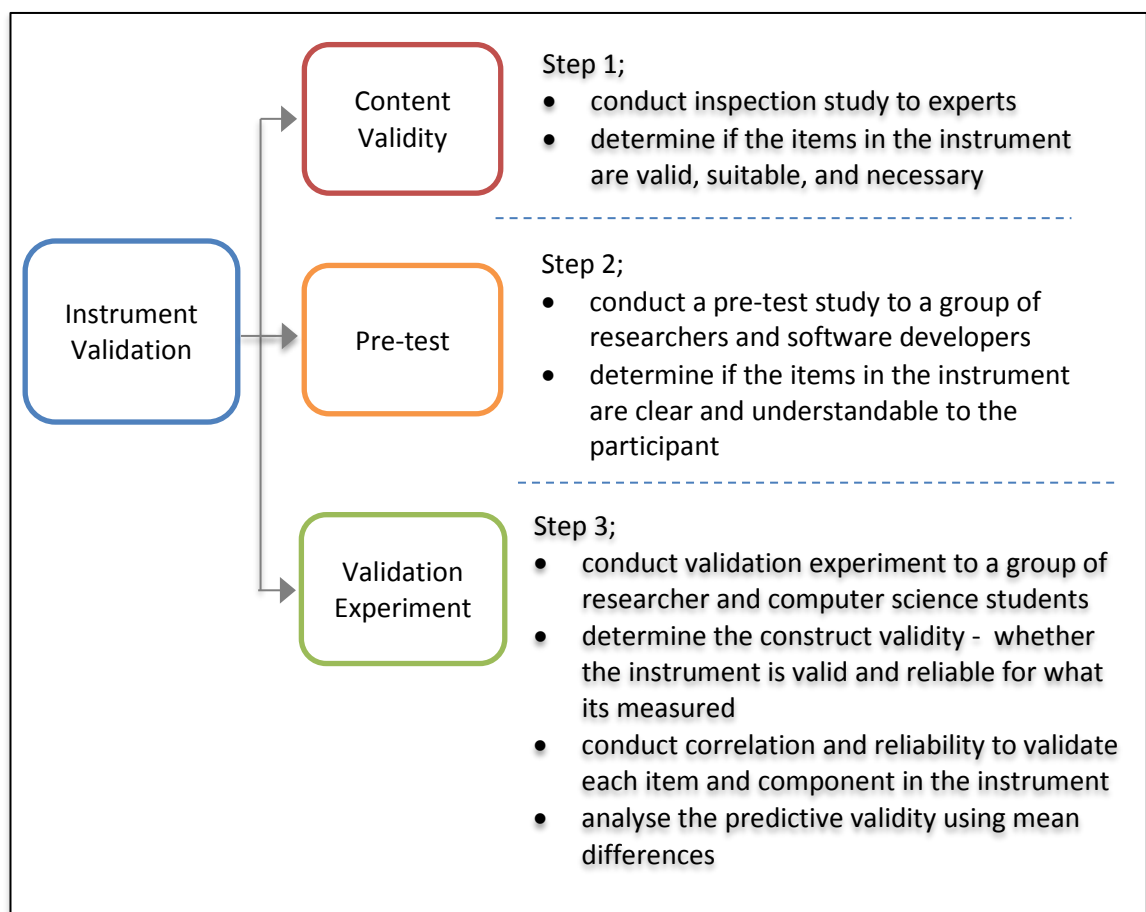 Instrument
Validation
Content
Validity
Step 1;
• conduct inspection study to experts
• determine if the items in the instrument
are valid, suitable, and necessary
Pre-test
Step 2;
• conduct a pre-test study to a group of
researchers and software developers
• determine if the items in the instrument
are clear and understandable to the
participant
Validation
Experiment
Step 3;
• conduct validation experiment to a group of
researcher and computer science students
• determine the construct validity - whether
the instrument is valid and reliable for what
its measured
• conduct correlation and reliability to validate
each item and component in the instrument
• analyse the predictive validity using mean
differences